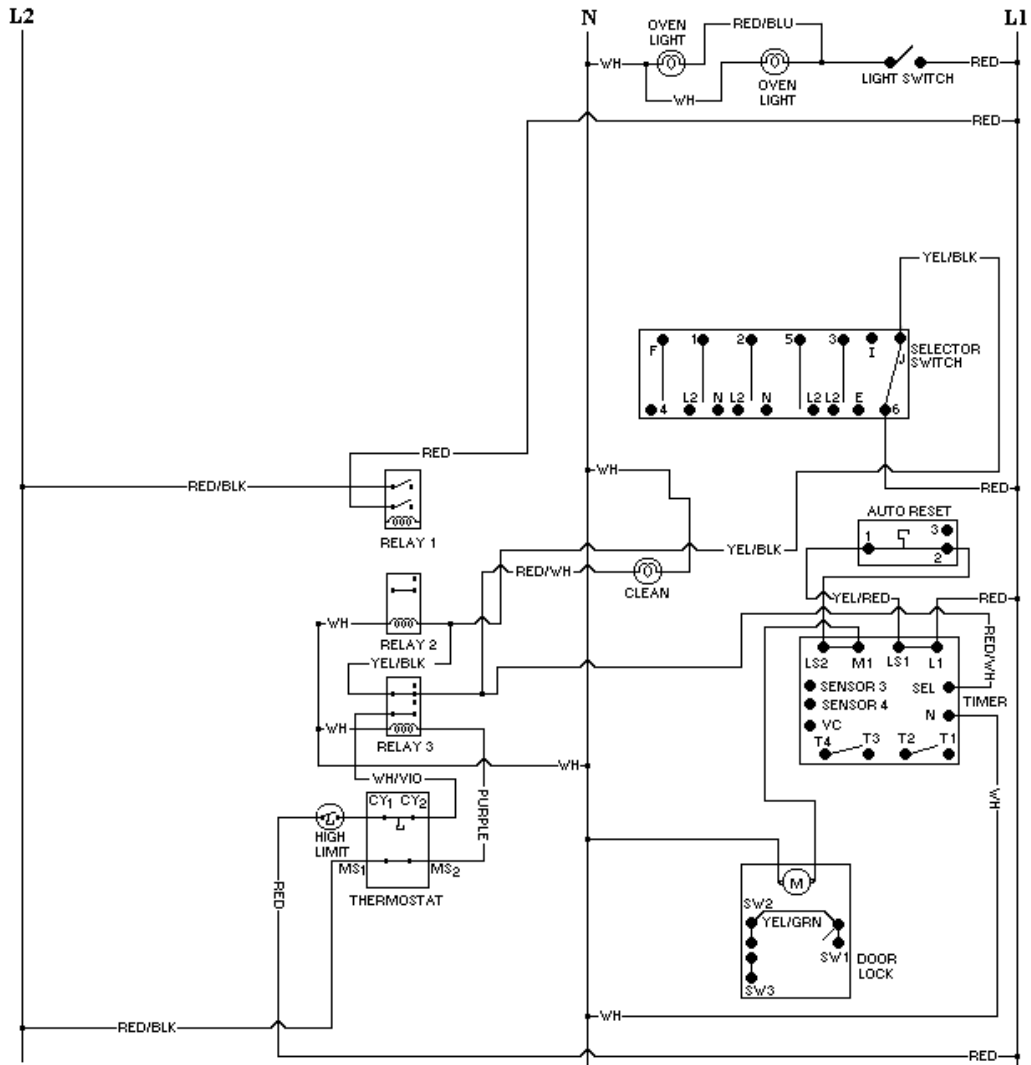 L2
N
L1
OVEN
LIGHT
RED/BLU
WH
RED
LIGHT SWITCH
WH
OVEN
LIGHT
RED
YEL/BLK
F
1
2
5
3
I
J
SELECTOR
SWITCH
4
L2
N
L2
N
L2
L2
E
6
RED
WH
RED/BLK
RED
AUTO RESET
1
3
2
RELAY 1
YEL/BLK
RED/WH
CLEAN
YEL/RED
RED
WH
RELAY 2
YEL/BLK
RED/WH
LS2
M1
LS1
L1
SENSOR 3
SEL
TIMER
SENSOR 4
N
VC
T4
T3
T2
T1
WH
RELAY 3
WH
WH/VIO
PURPLE
WH
CY1
CY2
HIGH
LIMIT
MS1
MS2
THERMOSTAT
RED
M
SW2
YEL/GRN
SW1
DOOR
LOCK
SW3
WH
RED/BLK
RED